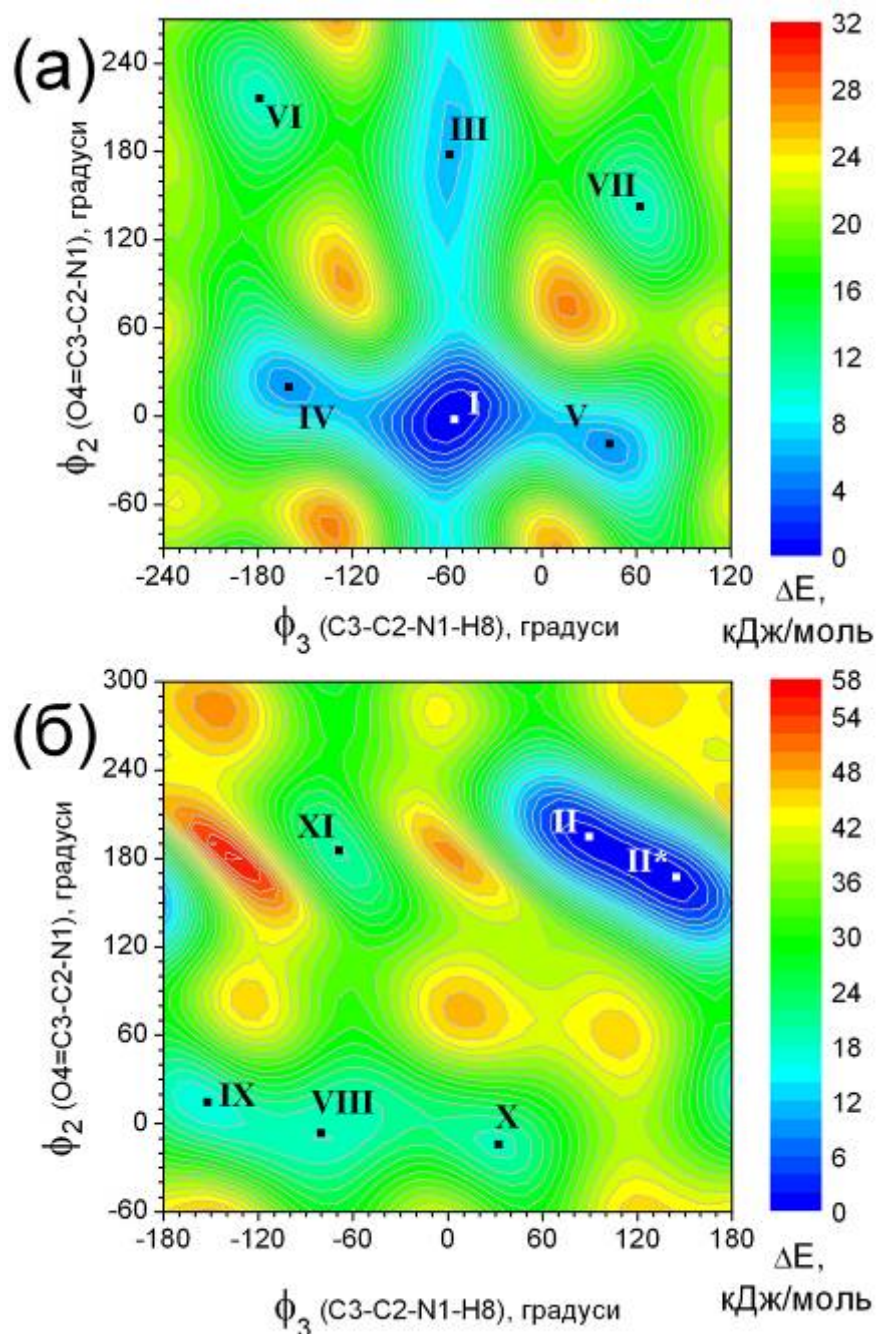 (а)
240
180
120
60
0
-60
ϕ2 (O4=C3-C2-N1), градуси
VI
III
VII
I
IV
V
-240
-180
-120
-60
0
60
120
ϕ3 (C3-C2-N1-H8), градуси
32
28
24
20
16
12
8
4
0
ΔE,
кДж/моль
(б)
300
240
180
120
60
0
-60
ϕ2 (O4=C3-C2-N1), градуси
XI
II
II*
IX
VIII
X
-180
-120
-60
0
60
120
180
ϕ3 (C3-C2-N1-H8), градуси
58
54
48
42
36
30
24
18
12
6
0
ΔE,
кДж/моль